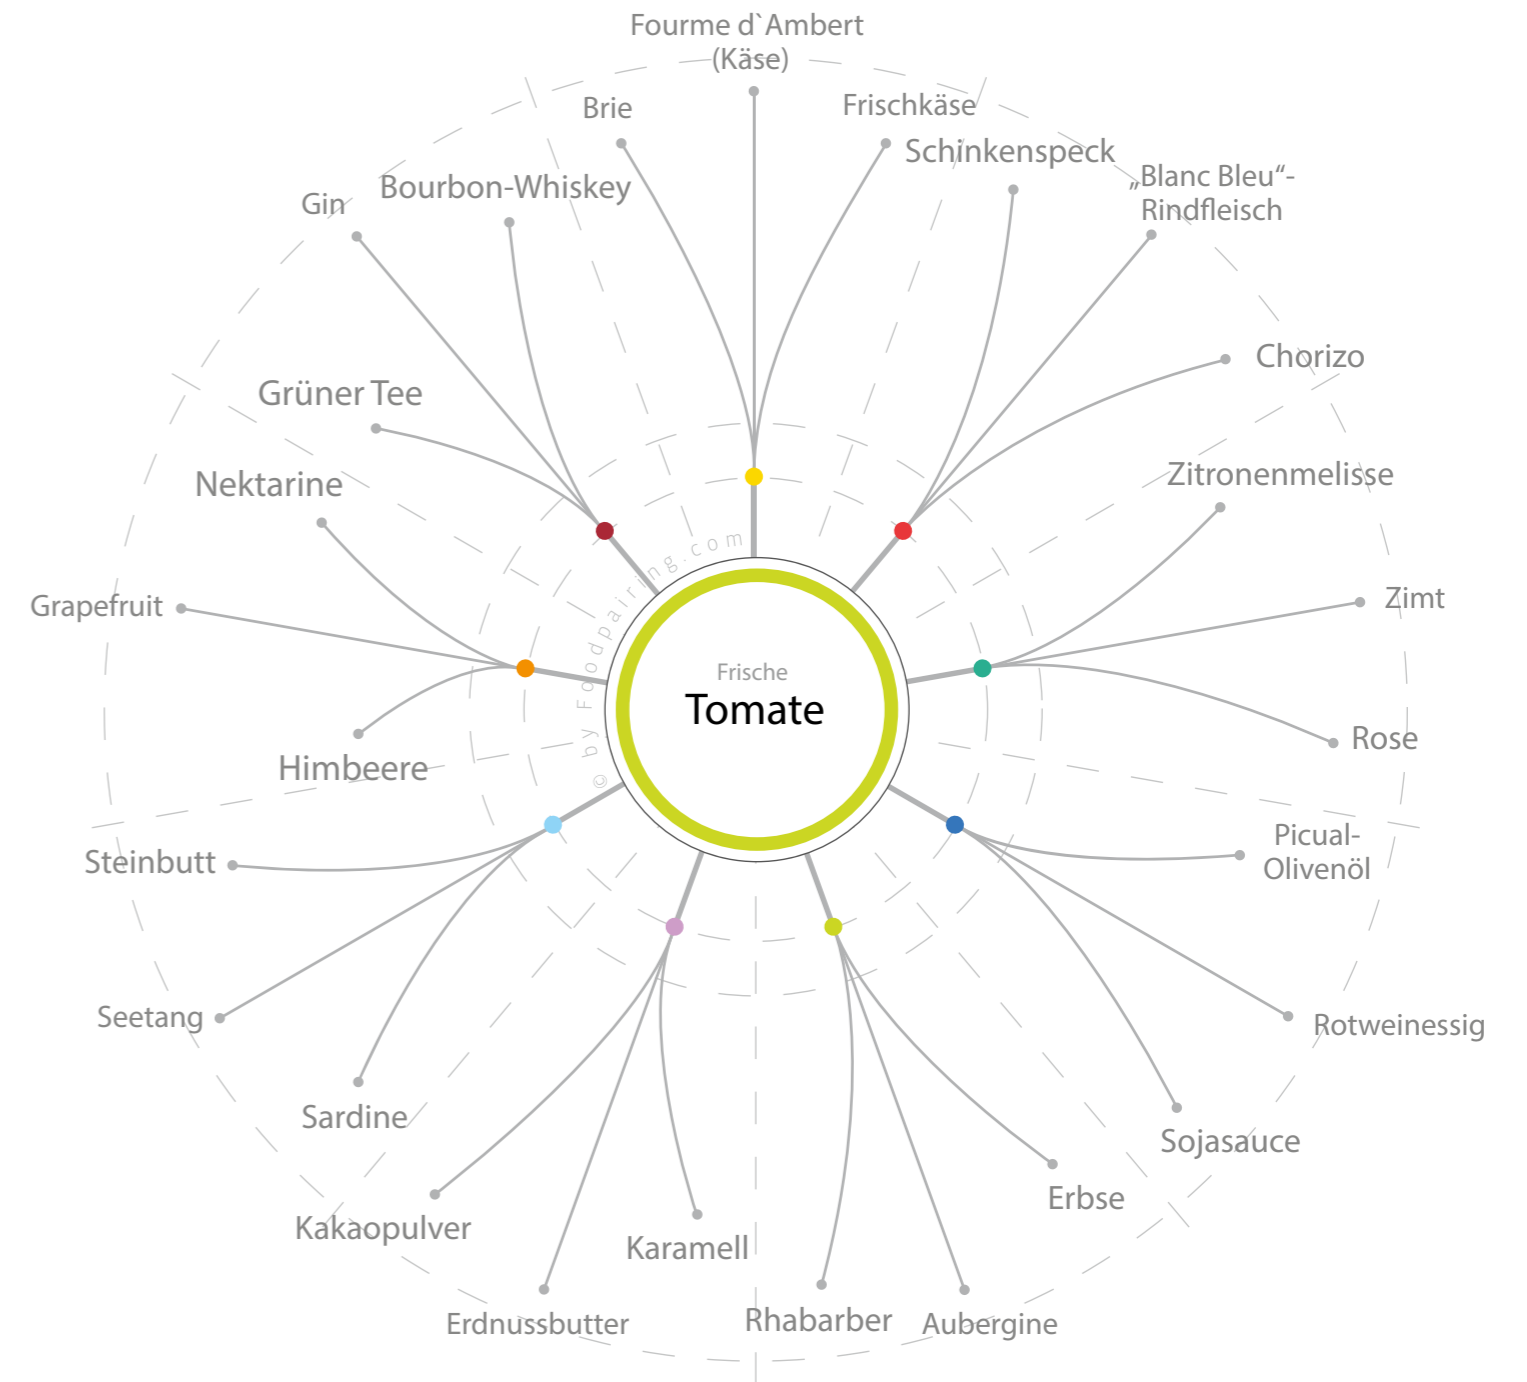 Fourme d`Ambert
(Käse)
Brie
Frischkäse
Schinkenspeck
„Blanc Bleu“-
Rindfleisch
Bourbon-Whiskey
Gin
Chorizo
Grüner Tee
Zitronenmelisse
Nektarine
Zimt
Grapefruit
© by Foodpairing.com
Frische
Tomate
Rose
Himbeere
Picual-
Olivenöl
Steinbutt
Seetang
Rotweinessig
Sardine
Sojasauce
Erbse
Kakaopulver
Karamell
Erdnussbutter
Rhabarber
Aubergine